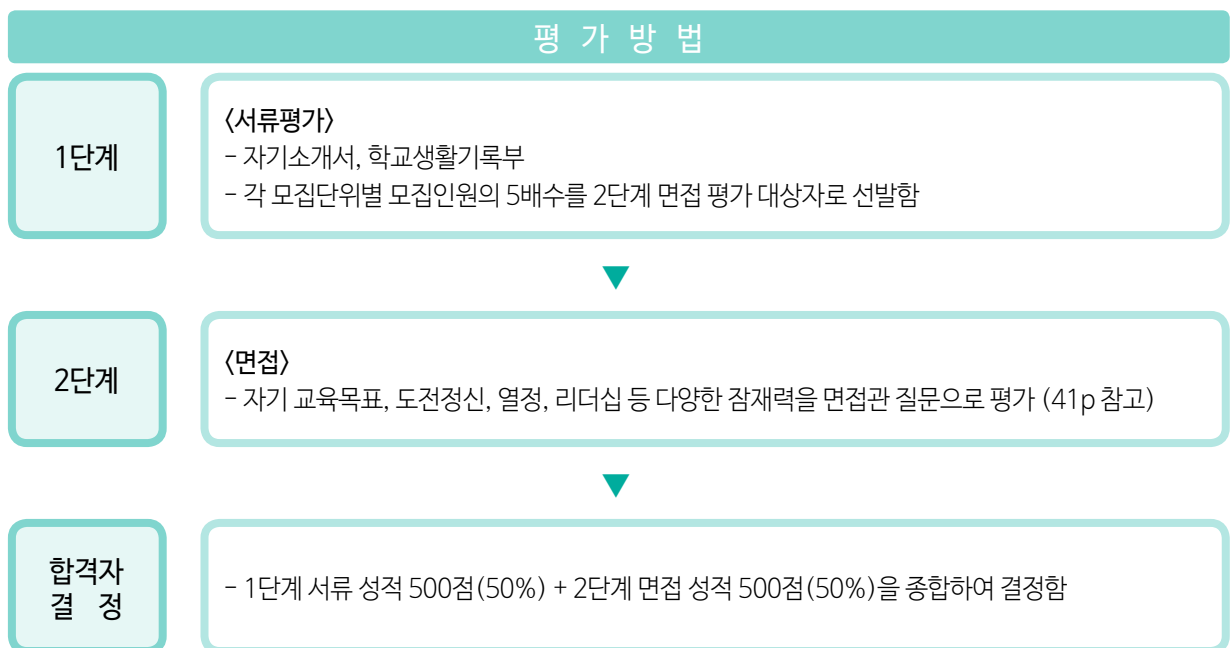 평 가 방 법
1단계
〈서류평가〉
- 자기소개서, 학교생활기록부
- 각 모집단위별 모집인원의 5배수를 2단계 면접 평가 대상자로 선발함
2단계
〈면접〉
- 자기 교육목표, 도전정신, 열정, 리더십 등 다양한 잠재력을 면접관 질문으로 평가 (41p 참고)
합격자
결 정
- 1단계 서류 성적 500점(50%) + 2단계 면접 성적 500점(50%)을 종합하여 결정함